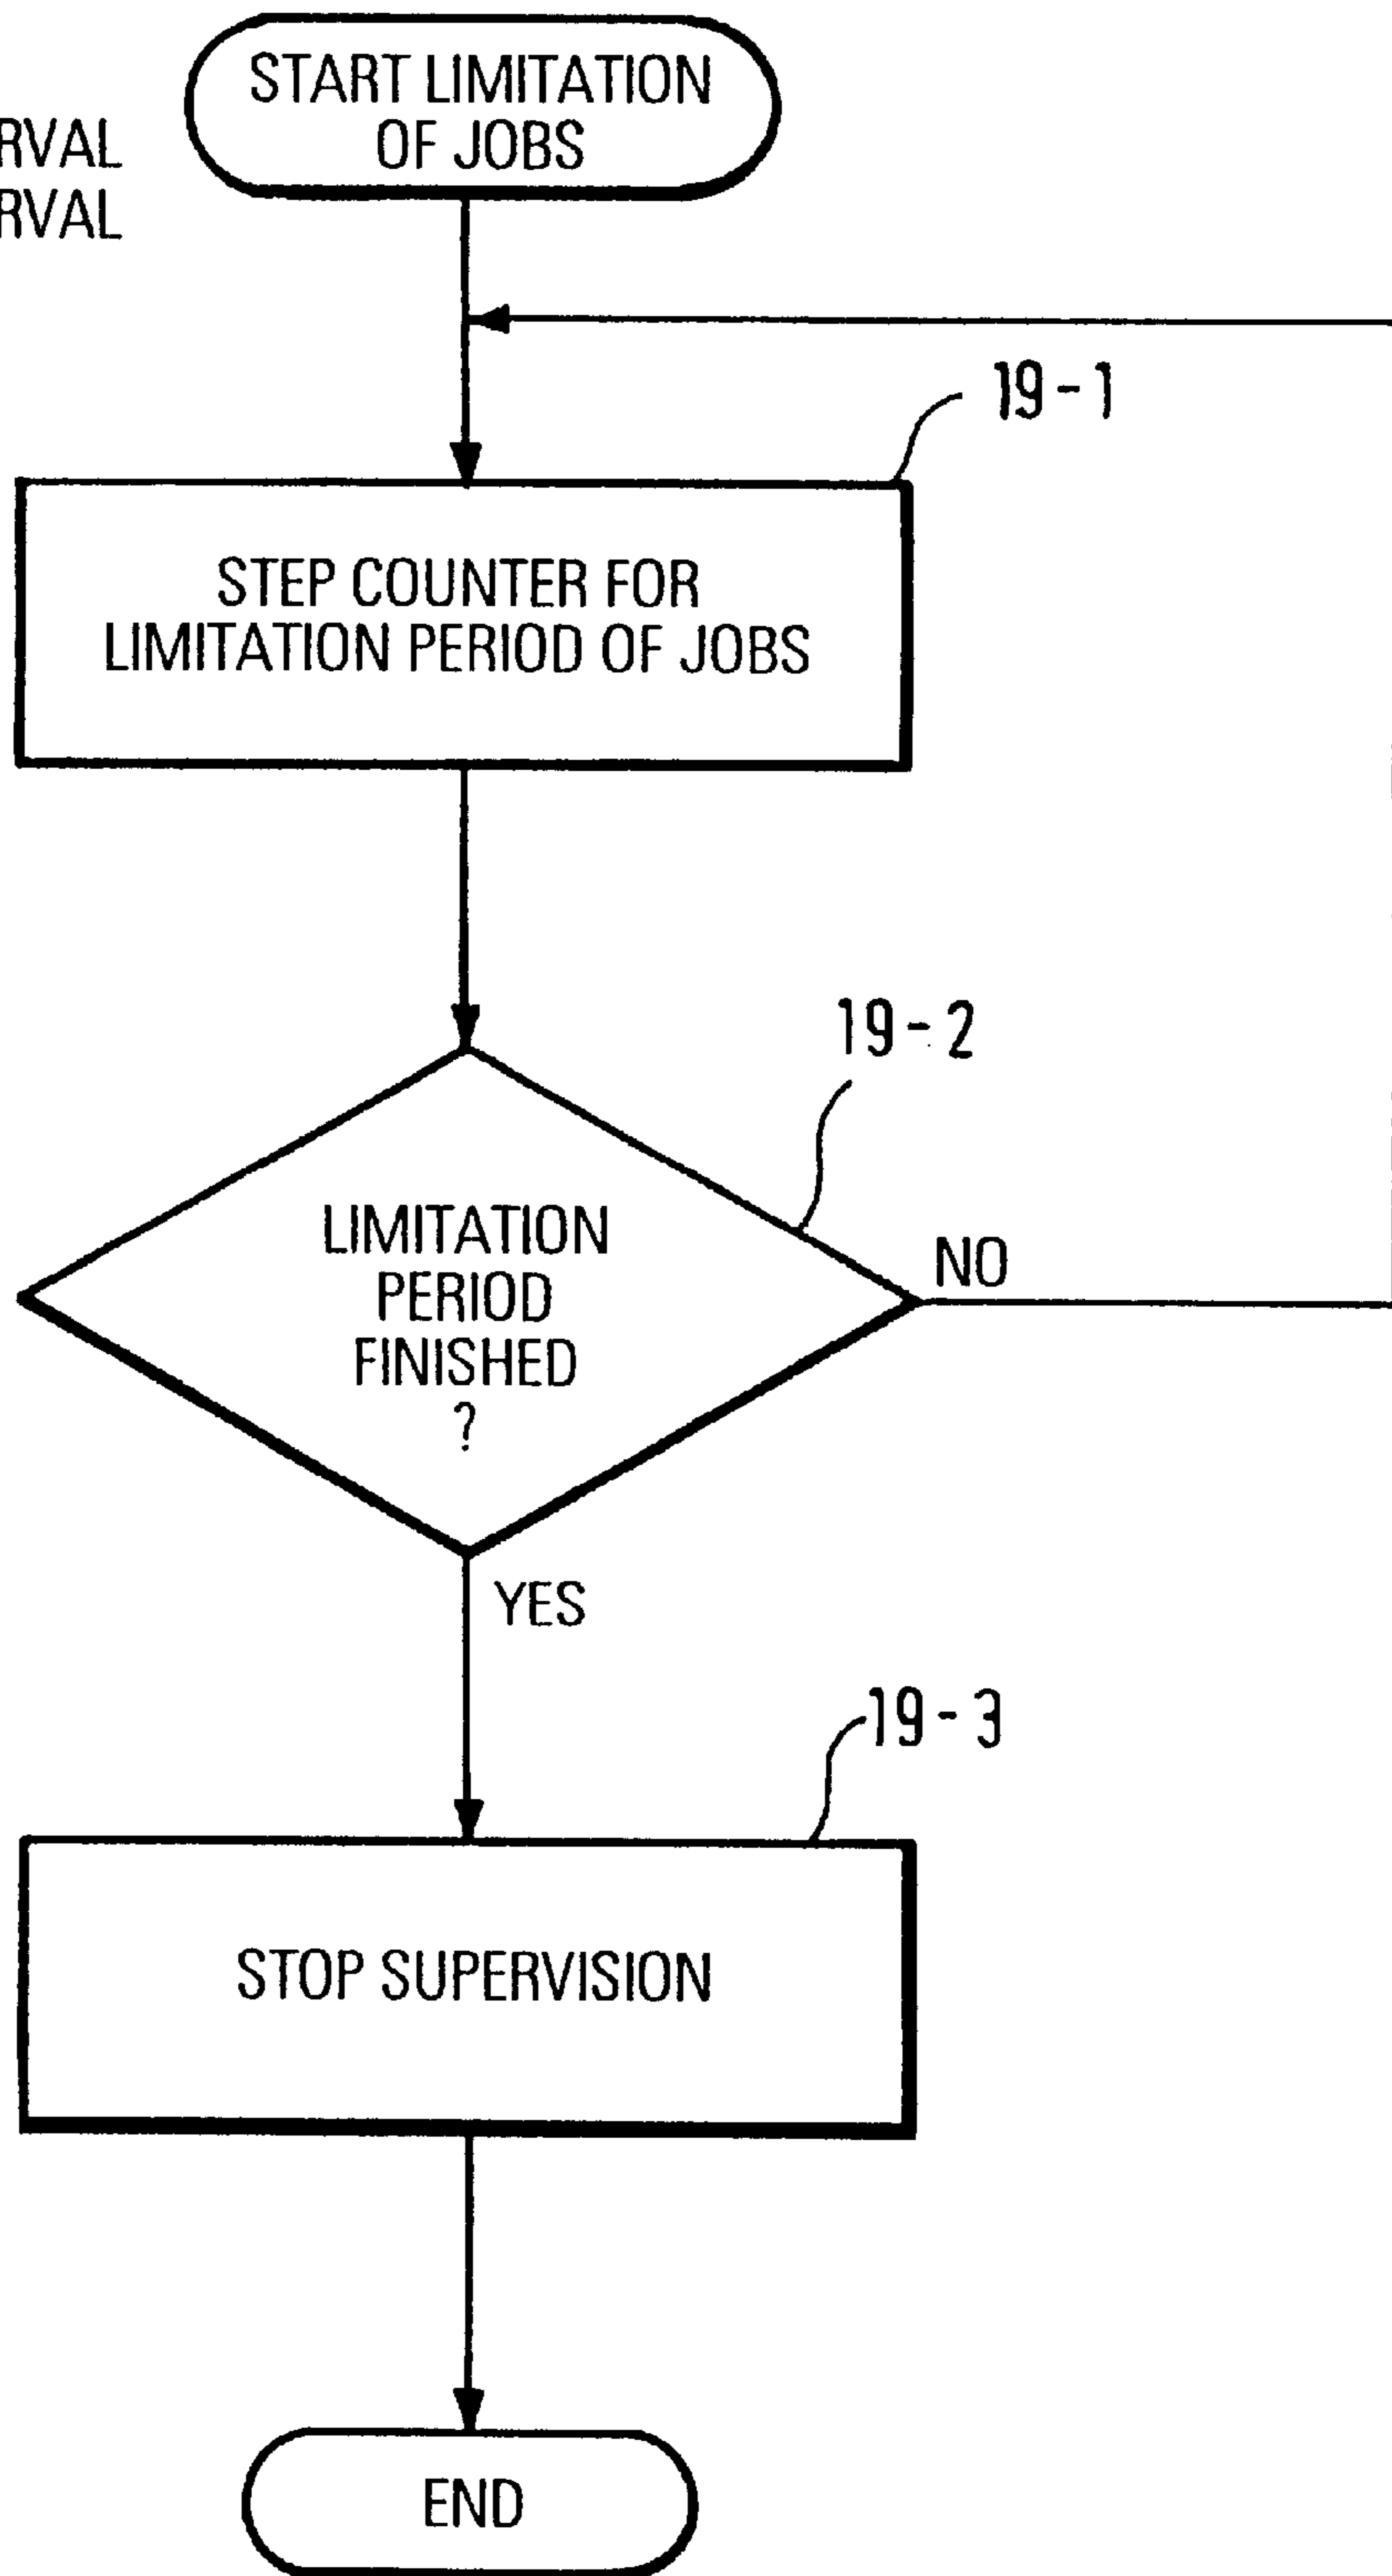 START LIMITATION
OF JOBS
RVAL
RVAL
19-1
STEP COUNTER FOR
LIMITATION PERIOD OF JOBS
19-2
LIMITATION
PERIOD
FINISHED
?
NO
YES
19-3
STOP SUPERVISION
END